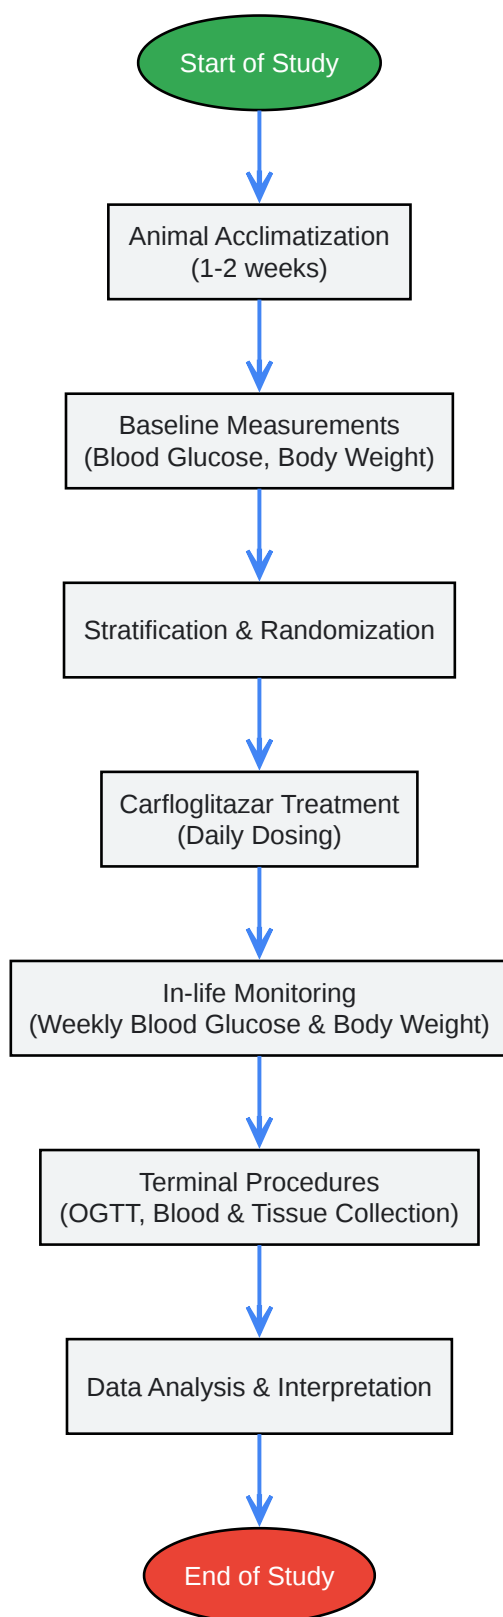 Start of Study
Animal Acclimatization
(1-2 weeks)
Baseline Measurements
(Blood Glucose, Body Weight)
Stratification & Randomization
Carfloglitazar Treatment
(Daily Dosing)
In-life Monitoring
(Weekly Blood Glucose & Body Weight)
Terminal Procedures
(OGTT, Blood & Tissue Collection)
Data Analysis & Interpretation
End of Study